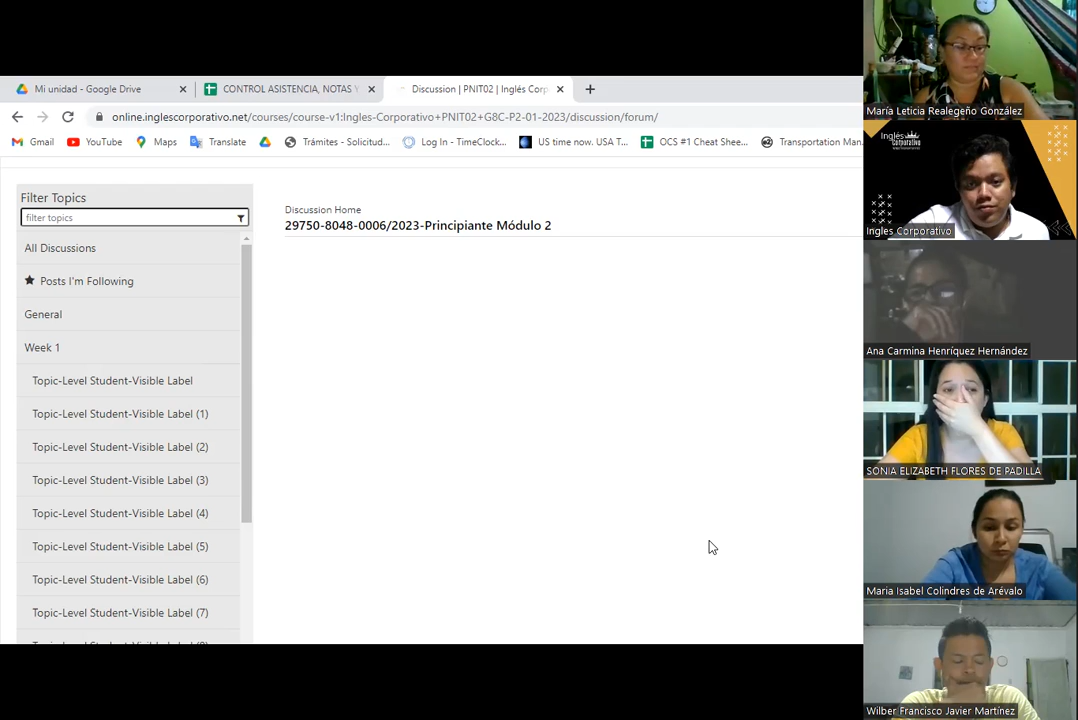 Mi unidad - Google Drive
CONTROL ASISTENCIA, NOTAS Y
Discussion | PNIT02 | Inglés Corp
online.inglescorporativo.net/courses/course-v1:Ingles-Corporativo+PNIT02+G8C-P2-01-2023/discussion/forum/
Gmail
YouTube
Maps
Translate
Trámites - Solicitud...
Log In - TimeClock...
US time now. USA T...
OCS #1 Cheat Shee...
Transportation Man
Filter Topics
filter topics
All Discussions
Posts I'm Following
General
Week 1
Topic-Level Student-Visible Label
Topic-Level Student-Visible Label (1)
Topic-Level Student-Visible Label (2)
Topic-Level Student-Visible Label (3)
Topic-Level Student-Visible Label (4)
Topic-Level Student-Visible Label (5)
Topic-Level Student-Visible Label (6)
Topic-Level Student-Visible Label (7)
Discussion Home
29750-8048-0006/2023-Principiante Módulo 2
María Leticia Realegeño González
Inglés
Corporativo
Ingles Corporativo
Ana Carmina Henríquez Hernández
SONIA ELIZABETH FLORES DE PADILLA
Maria Isabel Colindres de Arévalo
Wilber Francisco Javier Martínez